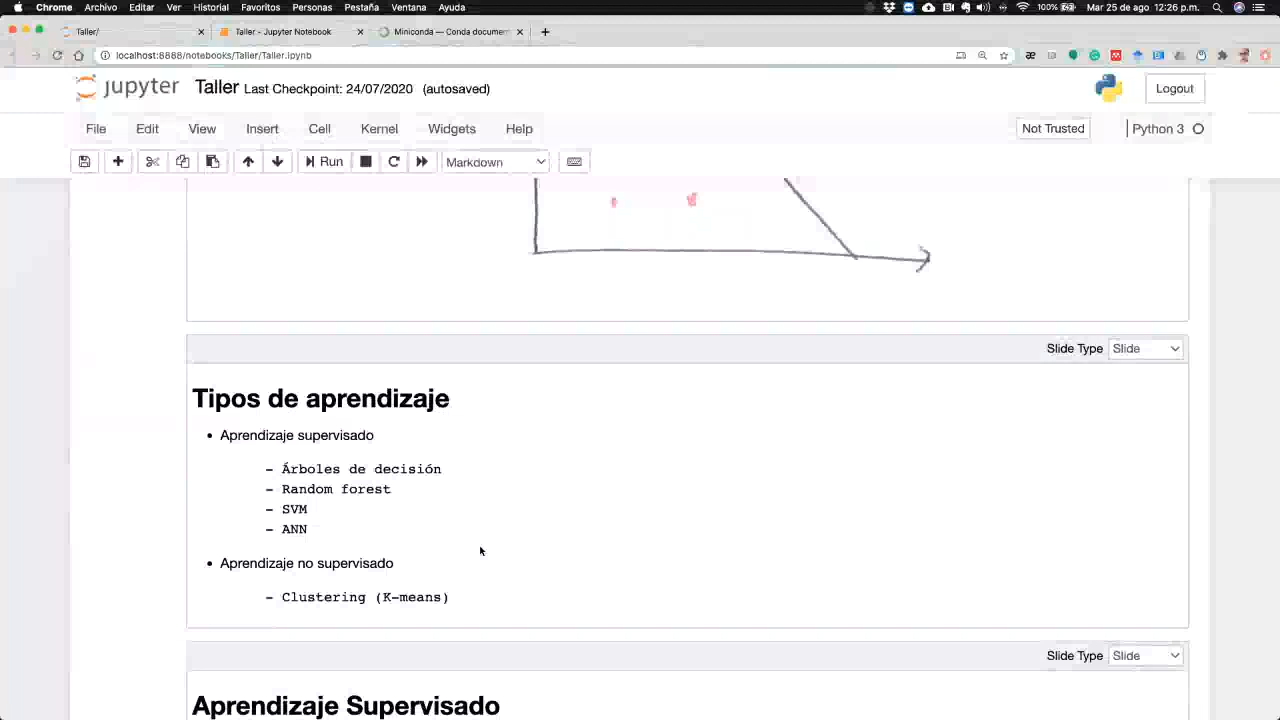 Chrome Archivo Editar Ver Historial Favoritos Personas Pestaña Ventana Ayuda 100% Mar 25 de ago 12:26 p.m.
Taller/ Taller - Jupyter Notebook Miniconda — Conda documen
localhost:8888/notebooks/Taller/Taller.ipynb
jupyter Taller Last Checkpoint: 24/07/2020 (autosaved) Logout
File Edit View Insert Cell Kernel Widgets Help Not Trusted Python 3
Run Markdown
Slide Type Slide
Tipos de aprendizaje
• Aprendizaje supervisado
- Árboles de decisión
- Random forest
- SVM
- ANN
• Aprendizaje no supervisado
- Clustering (K-means)
Slide Type Slide
Aprendizaje Supervisado